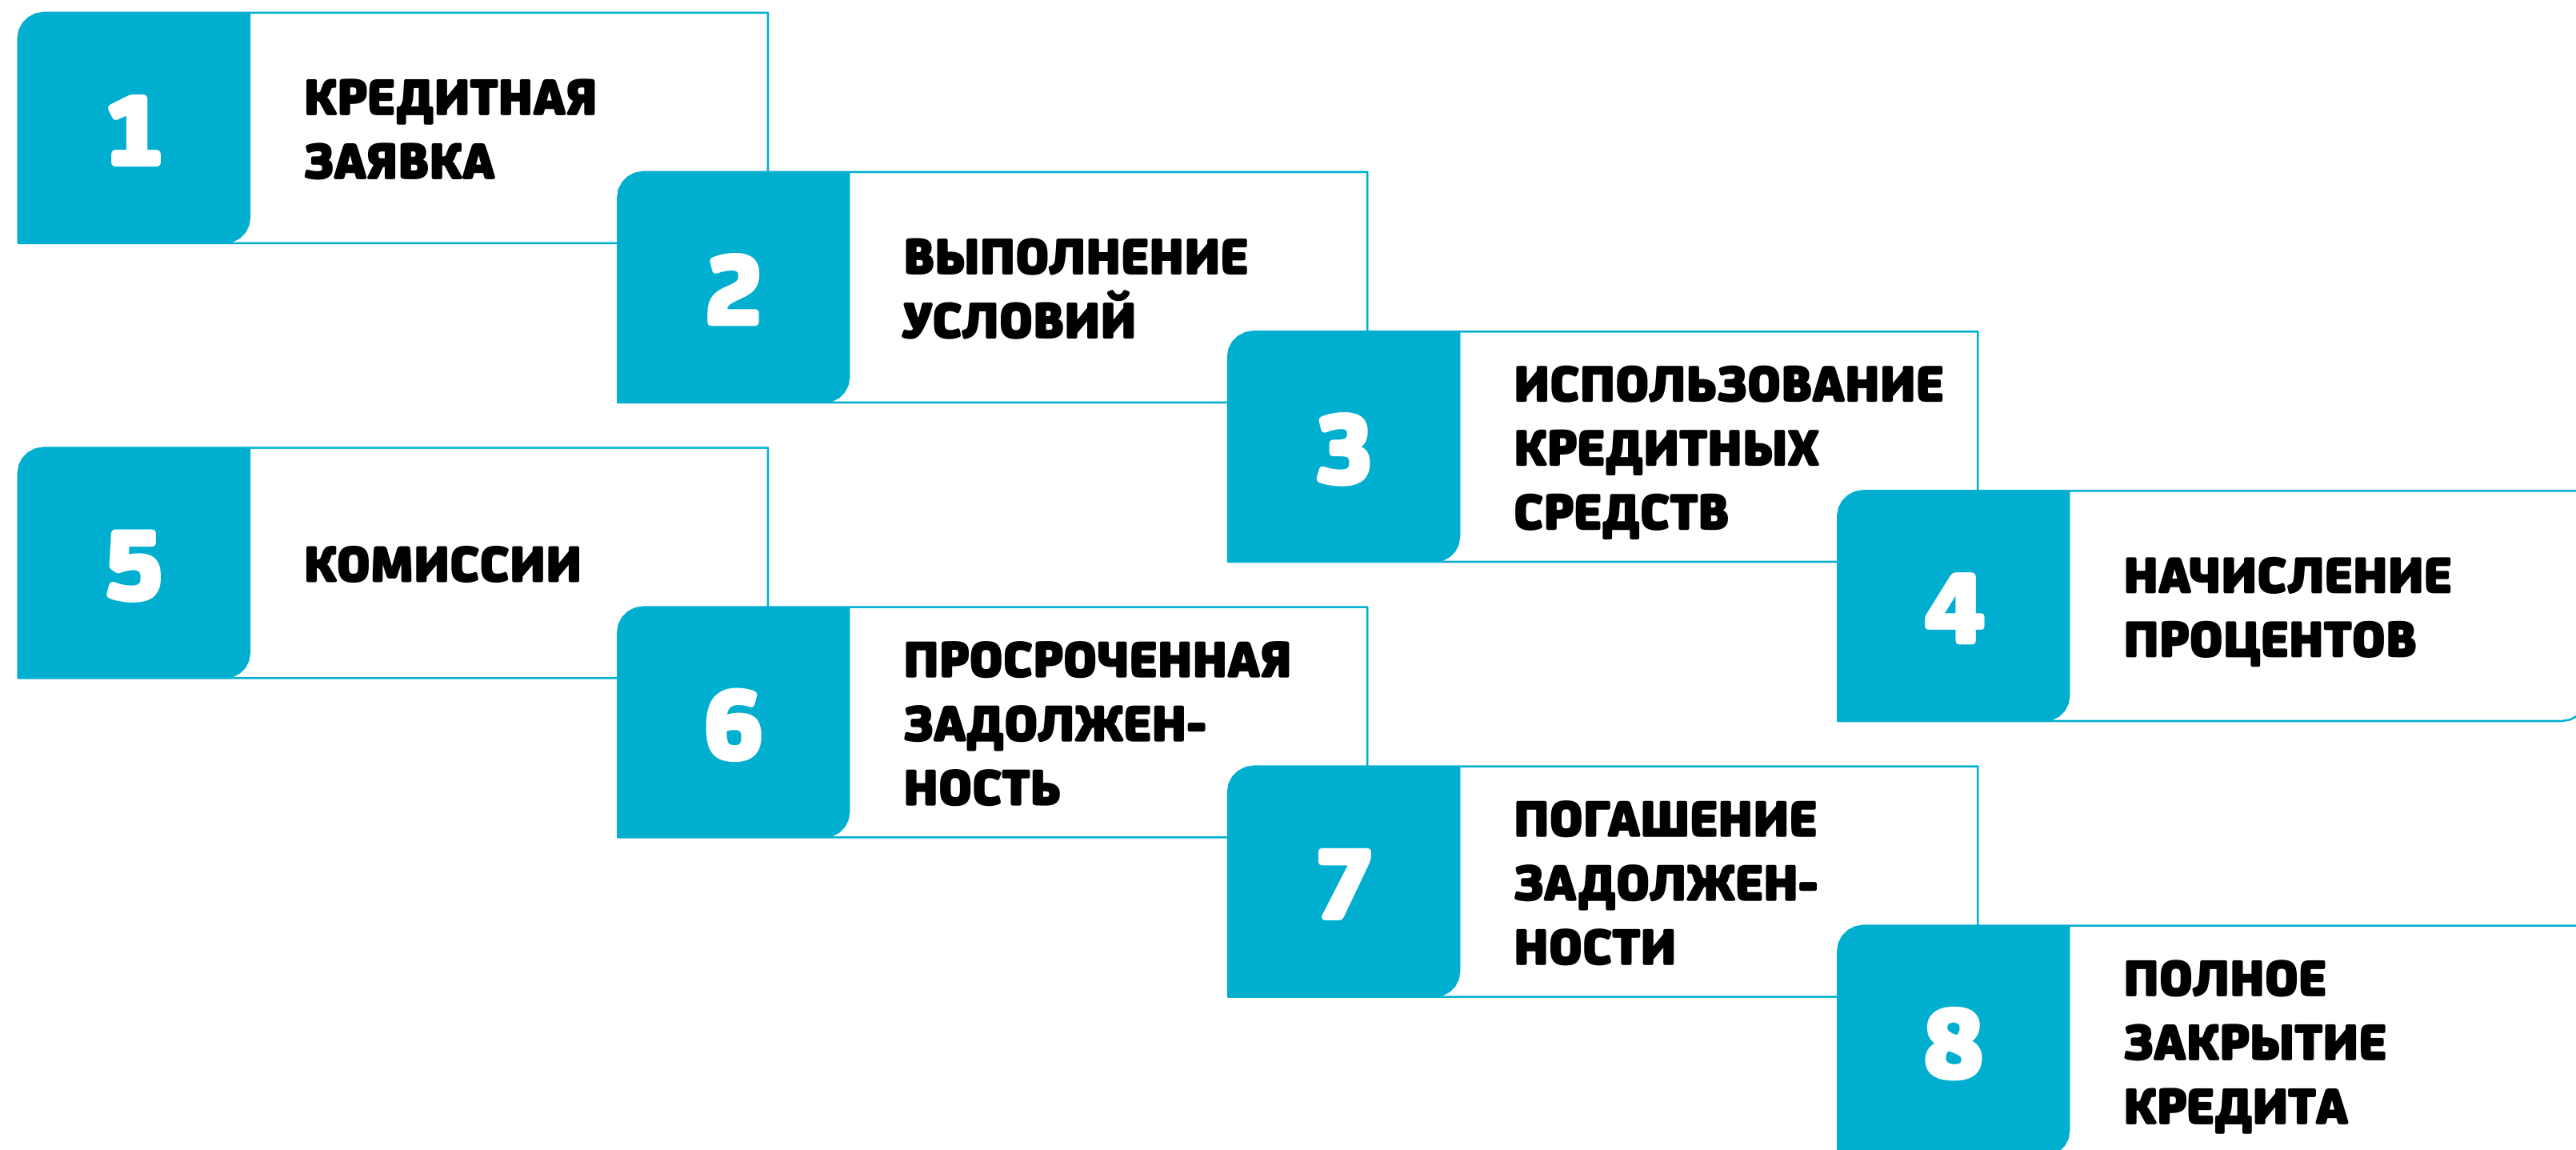 1
КРЕДИТНАЯ
ЗАЯВКА
2
ВЫПОЛНЕНИЕ
УСЛОВИЙ
3
ИСПОЛЬЗОВАНИЕ
КРЕДИТНЫХ
СРЕДСТВ
4
НАЧИСЛЕНИЕ
ПРОЦЕНТОВ
5
КОМИССИИ
6
ПРОСРОЧЕННАЯ
ЗАДОЛЖЕН-
НОСТЬ
7
ПОГАШЕНИЕ
ЗАДОЛЖЕН-
НОСТИ
8
ПОЛНОЕ
ЗАКРЫТИЕ
КРЕДИТА